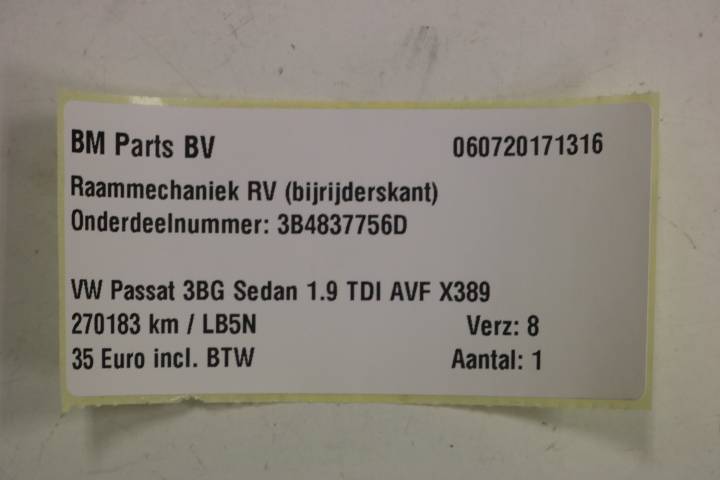 BM Parts BV 060720171316
Raammechaniek RV (bijrijderskant)
Onderdeelnummer: 3B4837756D
VW Passat 3BG Sedan 1.9 TDI AVF X389
270183 km / LB5N Verz: 8
35 Euro incl. BTW Aantal: 1